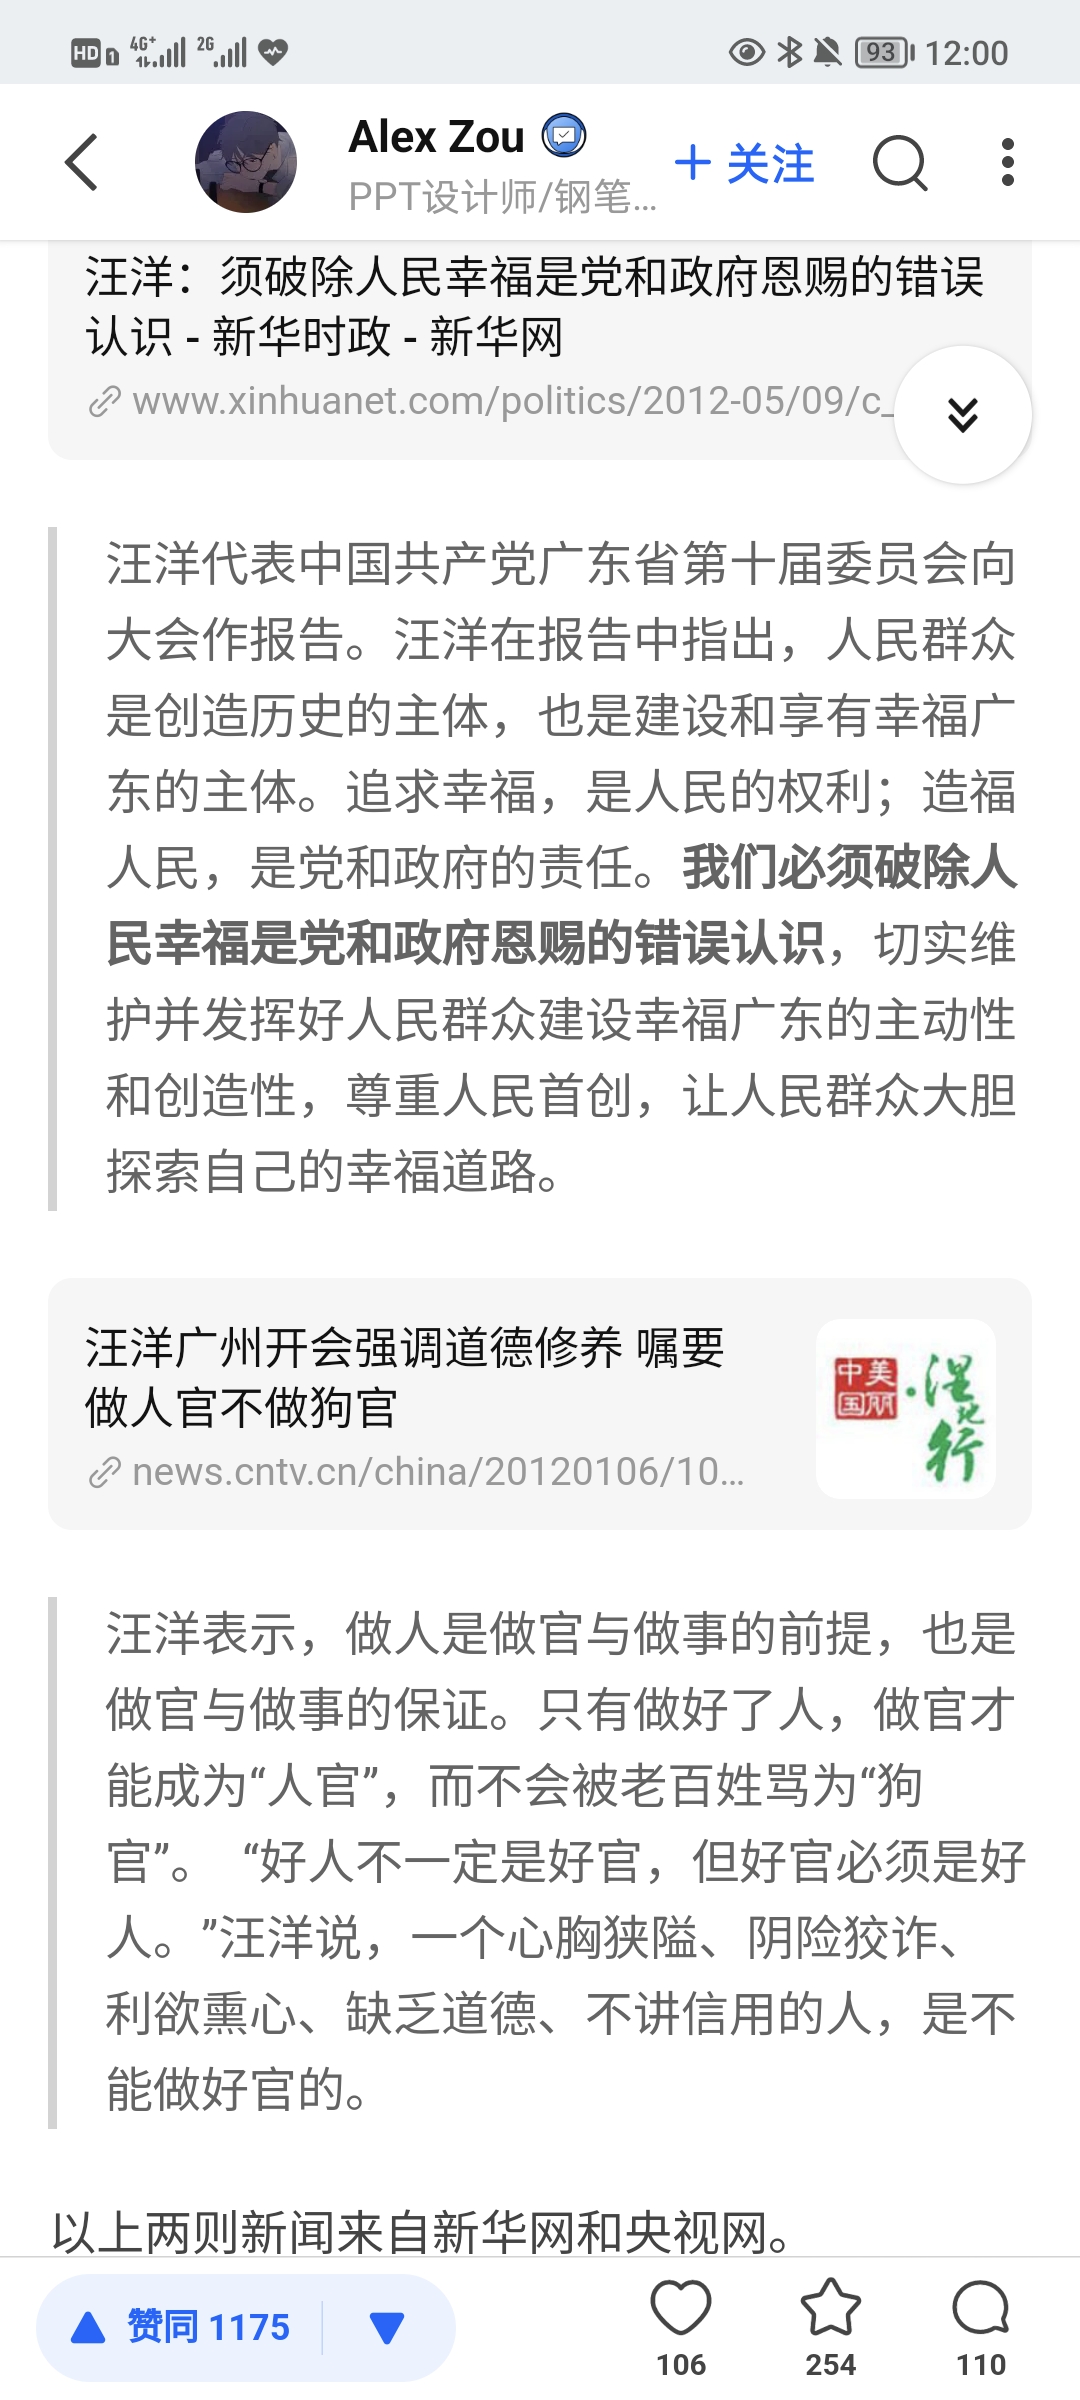 HD 1 4G+ 2G 93 12:00
Alex Zou
+ 关注
PPT设计师/钢笔...
汪洋：须破除人民幸福是党和政府恩赐的错误
认识 - 新华时政 - 新华网
www.xinhuanet.com/politics/2012-05/09/c_
汪洋代表中国共产党广东省第十届委员会向
大会作报告。汪洋在报告中指出，人民群众
是创造历史的主体，也是建设和享有幸福广
东的主体。追求幸福，是人民的权利；造福
人民，是党和政府的责任。我们必须破除人
民幸福是党和政府恩赐的错误认识，切实维
护并发挥好人民群众建设幸福广东的主动性
和创造性，尊重人民首创，让人民群众大胆
探索自己的幸福道路。
汪洋广州开会强调道德修养 嘱要
做人官不做狗官
news.cntv.cn/china/20120106/10...
美丽中国·湿地行
汪洋表示，做人是做官与做事的前提，也是
做官与做事的保证。只有做好了人，做官才
能成为“人官”，而不会被老百姓骂为“狗
官”。 “好人不一定是好官，但好官必须是好
人。”汪洋说，一个心胸狭隘、阴险狡诈、
利欲熏心、缺乏道德、不讲信用的人，是不
能做好官的。
以上两则新闻来自新华网和央视网。
赞同 1175
106
254
110